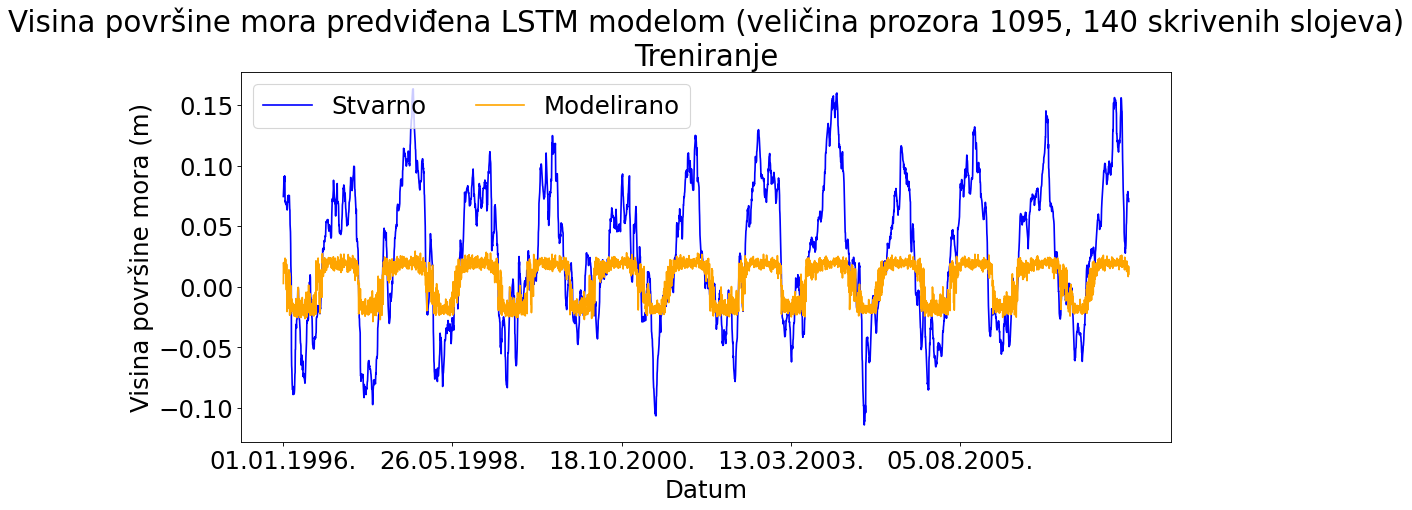 Visina površine mora predviđena LSTM modelom (veličina prozora 1095, 140 skrivenih slojeva)
Treniranje
Stvarno
Modelirano
Visina površine mora (m)
0.15
0.10
0.05
0.00
−0.05
−0.10
01.01.1996.
26.05.1998.
18.10.2000.
13.03.2003.
05.08.2005.
Datum